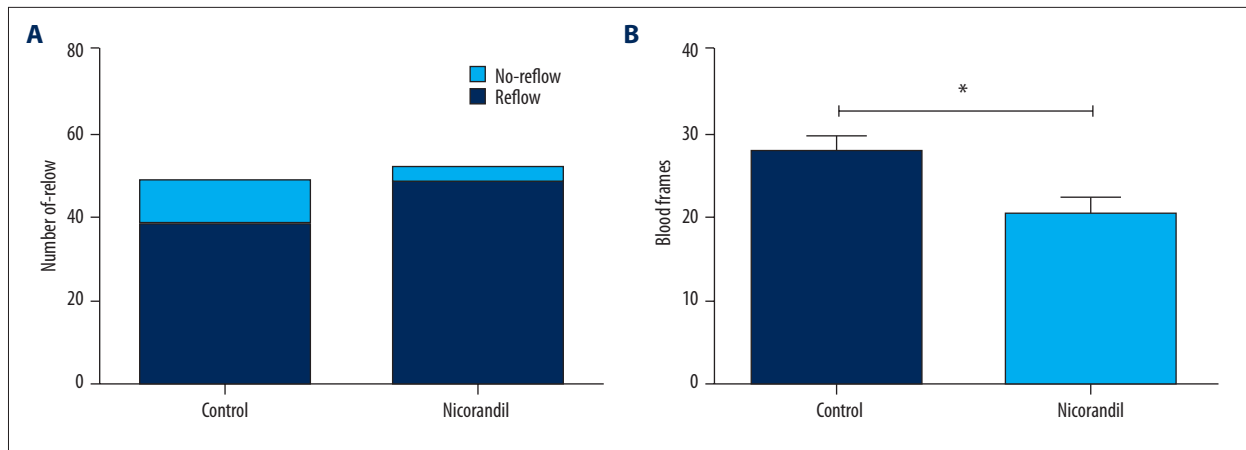 A
80
60
40
20
0
Number of-relow
No-reflow
Reflow
Control
Nicorandil
B
40
30
20
10
0
Blood frames
*
Control
Nicorandil